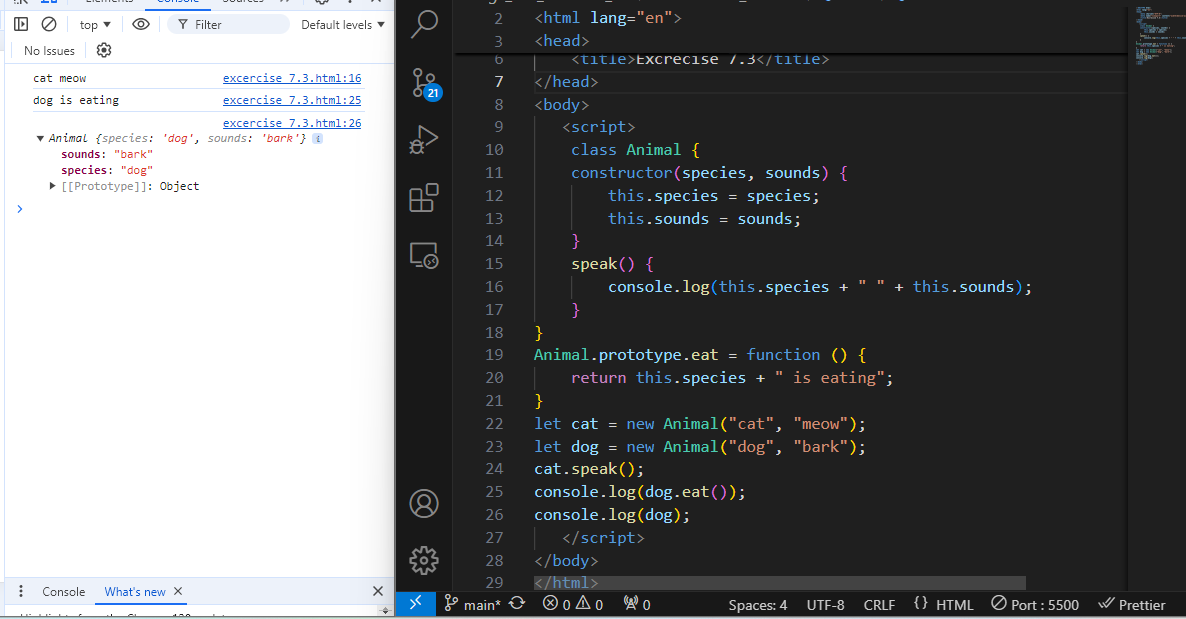 Elements Console Sources
top Filter Default levels
No Issues
cat meow excercise 7.3.html:16
dog is eating excercise 7.3.html:25
excercise 7.3.html:26
Animal {species: 'dog', sounds: 'bark'}
sounds: "bark"
species: "dog"
[[Prototype]]: Object
Console What's new
21
2 <html lang="en">
3 <head>
6 <title>Excrecise 7.3</title>
7 </head>
8 <body>
9 <script>
10 class Animal {
11 constructor(species, sounds) {
12 this.species = species;
13 this.sounds = sounds;
14 }
15 speak() {
16 console.log(this.species + " " + this.sounds);
17 }
18 }
19 Animal.prototype.eat = function () {
20 return this.species + " is eating";
21 }
22 let cat = new Animal("cat", "meow");
23 let dog = new Animal("dog", "bark");
24 cat.speak();
25 console.log(dog.eat());
26 console.log(dog);
27 </script>
28 </body>
29 </html>
main* 0 0 0 Spaces: 4 UTF-8 CRLF {} HTML Port : 5500 Prettier